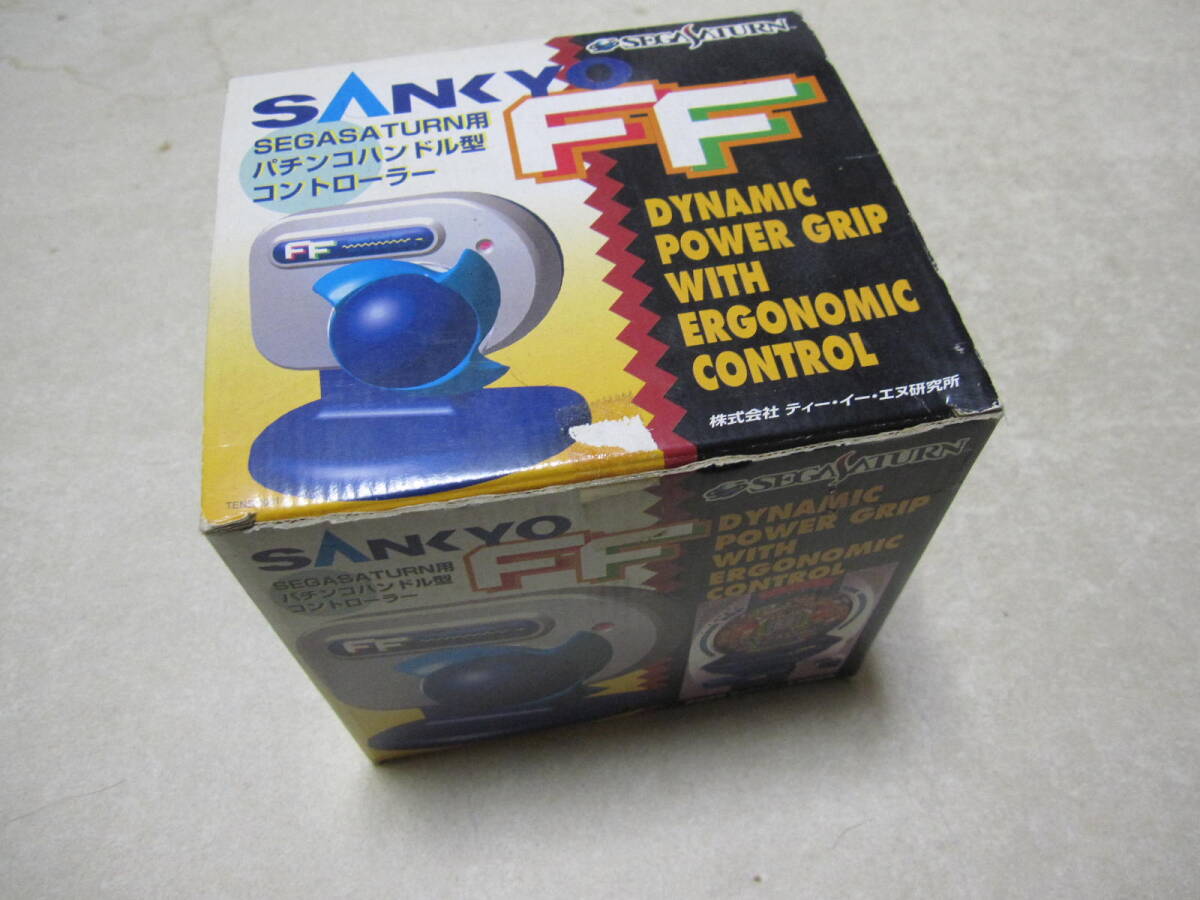 SEGASATURN
SANKYO
FF
SEGASATURN用
パチンコハンドル型
コントローラー
FF
DYNAMIC
POWER GRIP
WITH
ERGONOMIC
CONTROL
株式会社 ティー・イー・エヌ研究所
SEGASATURN
SANKYO
FF
SEGASATURN用
パチンコハンドル型
コントローラー
FF
DYNAMIC
POWER GRIP
WITH
ERGONOMIC
CONTROL